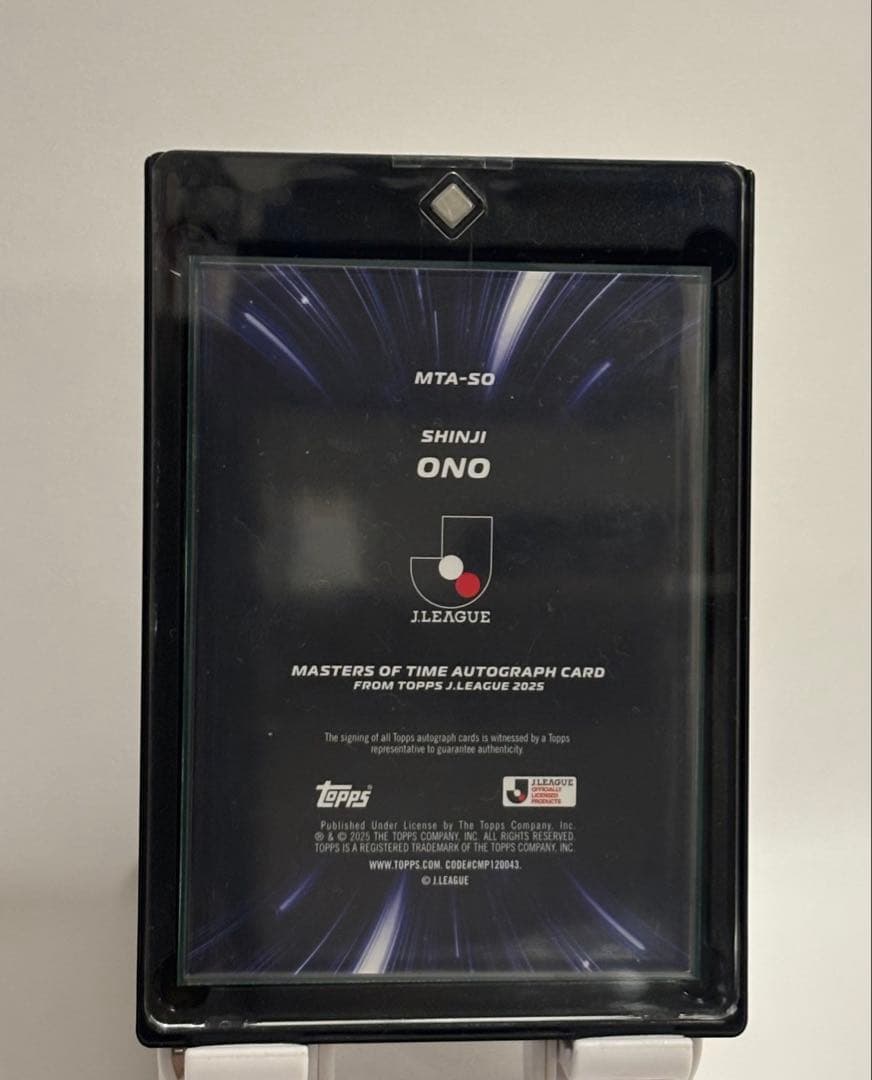 MTA-SO
SHINJI
ONO
J.LEAGUE
MASTERS OF TIME AUTOGRAPH CARD
FROM TOPPS J.LEAGUE 2025
The signing of all Topps autograph cards is witnessed by a Topps
representative to guarantee authenticity.
topps®
J.LEAGUE
OFFICIALLY
LICENSED
PRODUCTS
Published Under License by The Topps Company, Inc.
® & © 2025 THE TOPPS COMPANY, INC. ALL RIGHTS RESERVED.
TOPPS IS A REGISTERED TRADEMARK OF THE TOPPS COMPANY, INC.
WWW.TOPPS.COM. CODE#CMP120043.
© J.LEAGUE